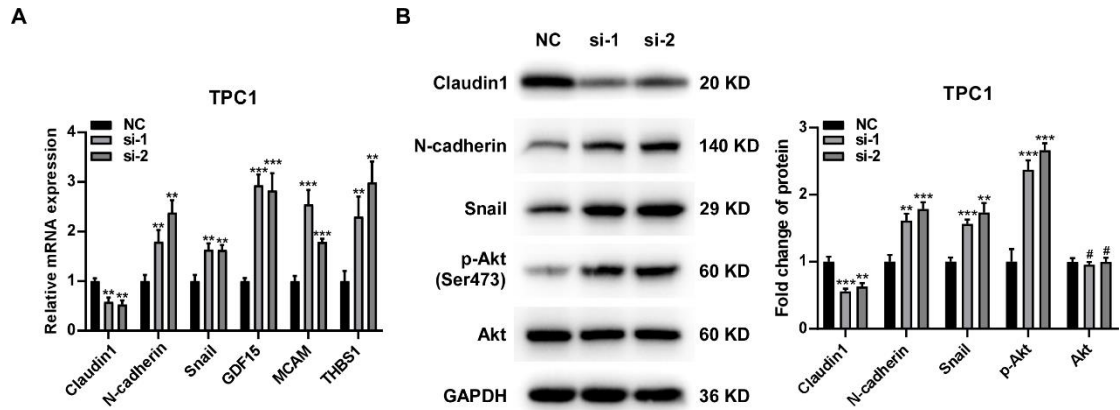 A
TPC1
NC
si-1
si-2
Relative mRNA expression
4
3
2
1
0
** ** ** ** ** ** *** *** *** *** ** **
Claudin1
N-cadherin
Snail
GDF15
MCAM
THBS1
B
NC si-1 si-2
Claudin1 20 KD
N-cadherin 140 KD
Snail 29 KD
p-Akt
(Ser473) 60 KD
Akt 60 KD
GAPDH 36 KD
TPC1
NC
si-1
si-2
Fold change of protein
3
2
1
0
*** ** ** *** *** ** *** *** # #
Claudin1
N-cadherin
Snail
p-Akt
Akt